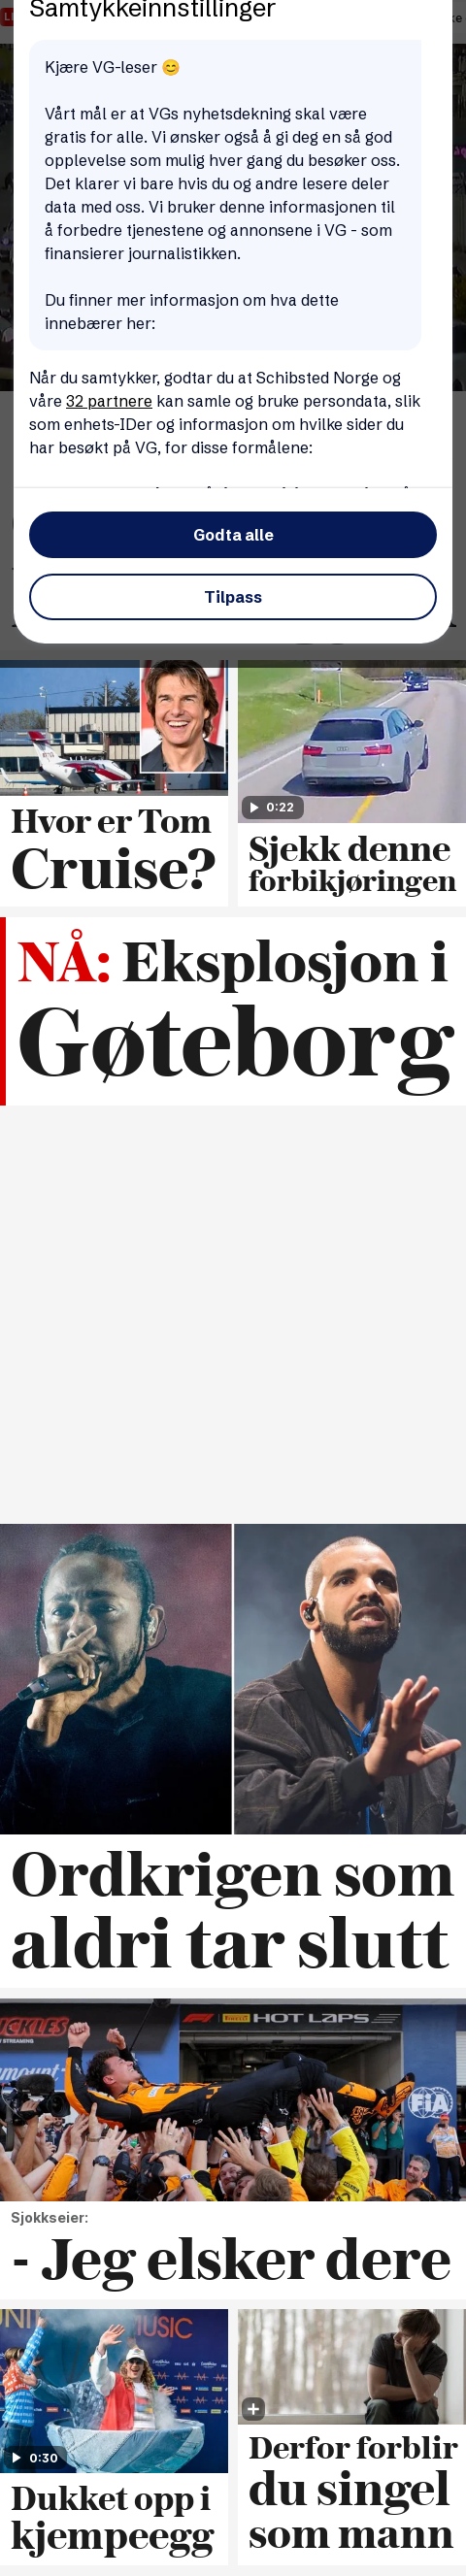 Samtykkeinnstillinger
Kjære VG-leser 😊
Vårt mål er at VGs nyhetsdekning skal være
gratis for alle. Vi ønsker også å gi deg en så god
opplevelse som mulig hver gang du besøker oss.
Det klarer vi bare hvis du og andre lesere deler
data med oss. Vi bruker denne informasjonen til
å forbedre tjenestene og annonsene i VG - som
finansierer journalistikken.
Du finner mer informasjon om hva dette
innebærer her:
Når du samtykker, godtar du at Schibsted Norge og
våre 32 partnere kan samle og bruke persondata, slik
som enhets-IDer og informasjon om hvilke sider du
har besøkt på VG, for disse formålene:
Godta alle
Tilpass
0:22
Hvor er Tom
Cruise?
Sjekk denne
forbikjøringen
NÅ: Eksplosjon i
Gøteborg
Ordkrigen som
aldri tar slutt
PIRELLI HOT LAPS
FIA
Sjokkseier:
- Jeg elsker dere
MUSIC
0:30
Dukket opp i
kjempeegg
Derfor forblir
du singel
som mann